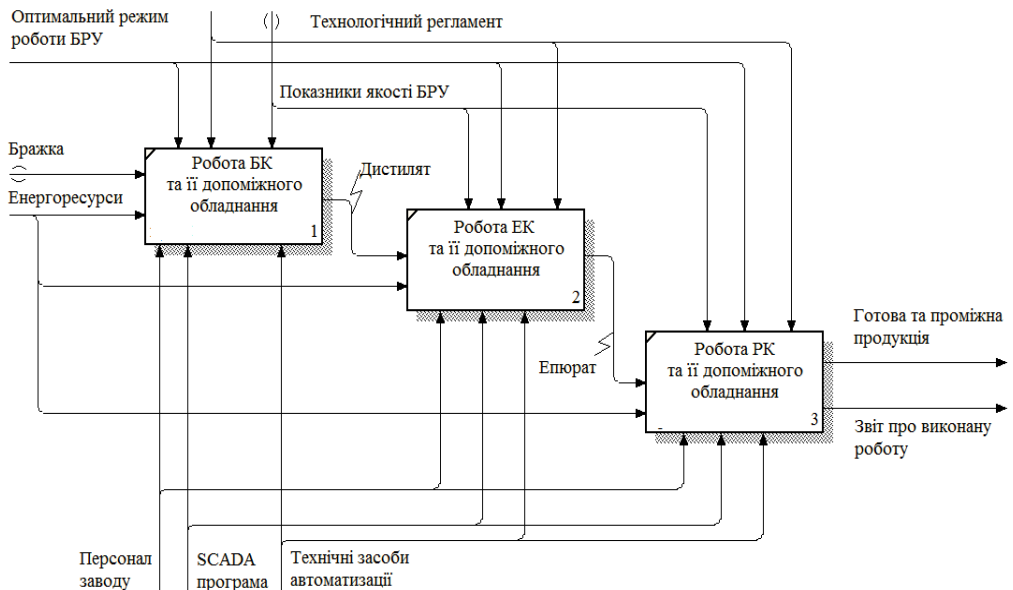 Оптимальний режим
роботи БРУ
Технологічний регламент
Показники якості БРУ
Бражка
Енергоресурси
Робота БК
та її допоміжного
обладнання
1
Дистилят
Робота ЕК
та її допоміжного
обладнання
2
Епюрат
Робота РК
та її допоміжного
обладнання
3
Готова та проміжна
продукція
Звіт про виконану
роботу
Персонал
заводу
SCADA
програма
Технічні засоби
автоматизації